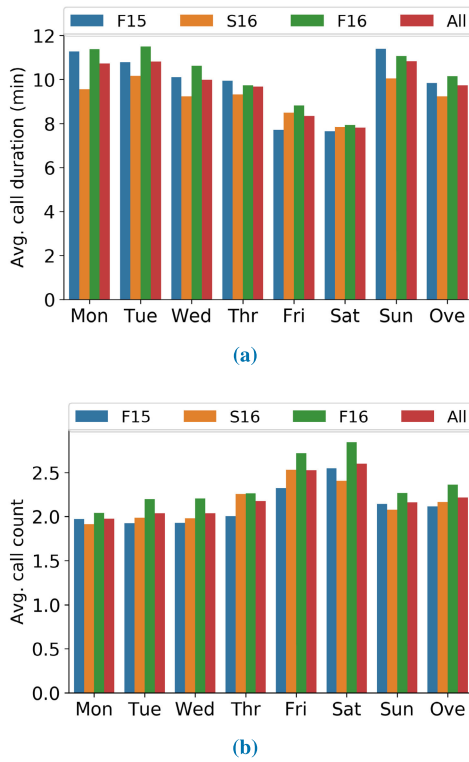 F15 S16 F16 All
Avg. call duration (min)
12
10
8
6
4
2
0
Mon Tue Wed Thr Fri Sat Sun Ove
(a)
F15 S16 F16 All
Avg. call count
2.5
2.0
1.5
1.0
0.5
0.0
Mon Tue Wed Thr Fri Sat Sun Ove
(b)